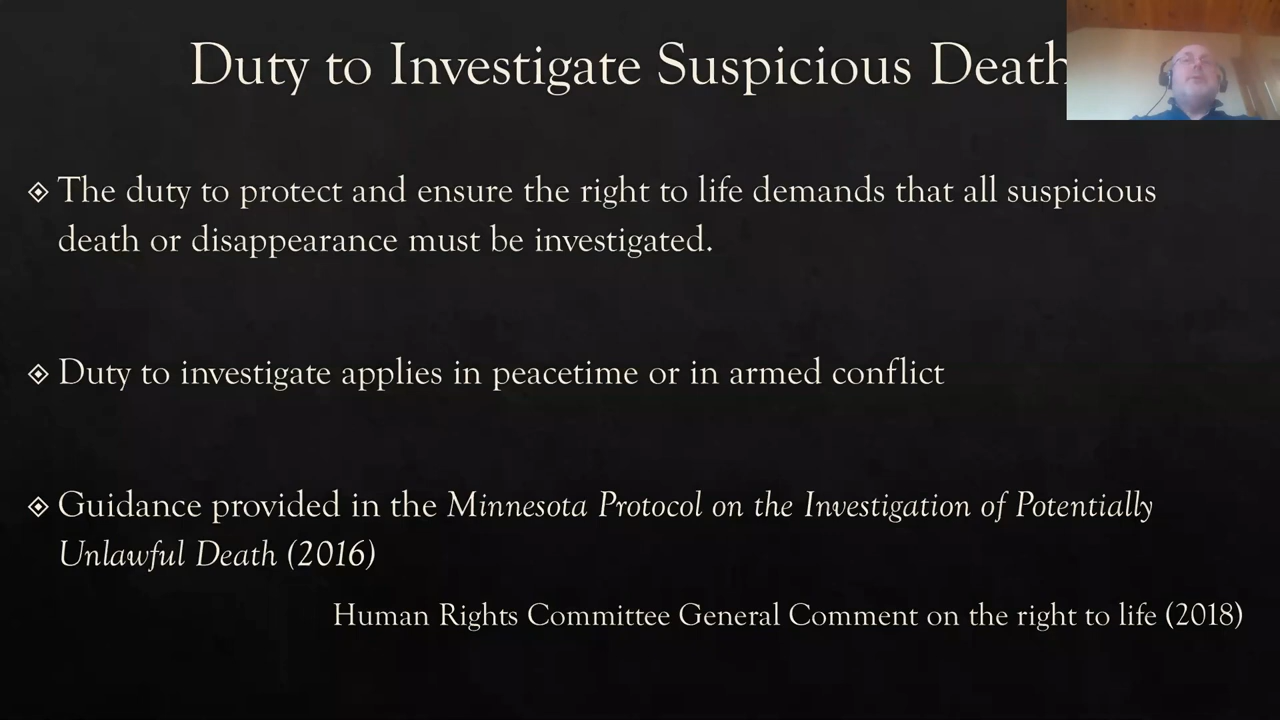 Duty to Investigate Suspicious Death
The duty to protect and ensure the right to life demands that all suspicious
death or disappearance must be investigated.
Duty to investigate applies in peacetime or in armed conflict
Guidance provided in the Minnesota Protocol on the Investigation of Potentially
Unlawful Death (2016)
Human Rights Committee General Comment on the right to life (2018)